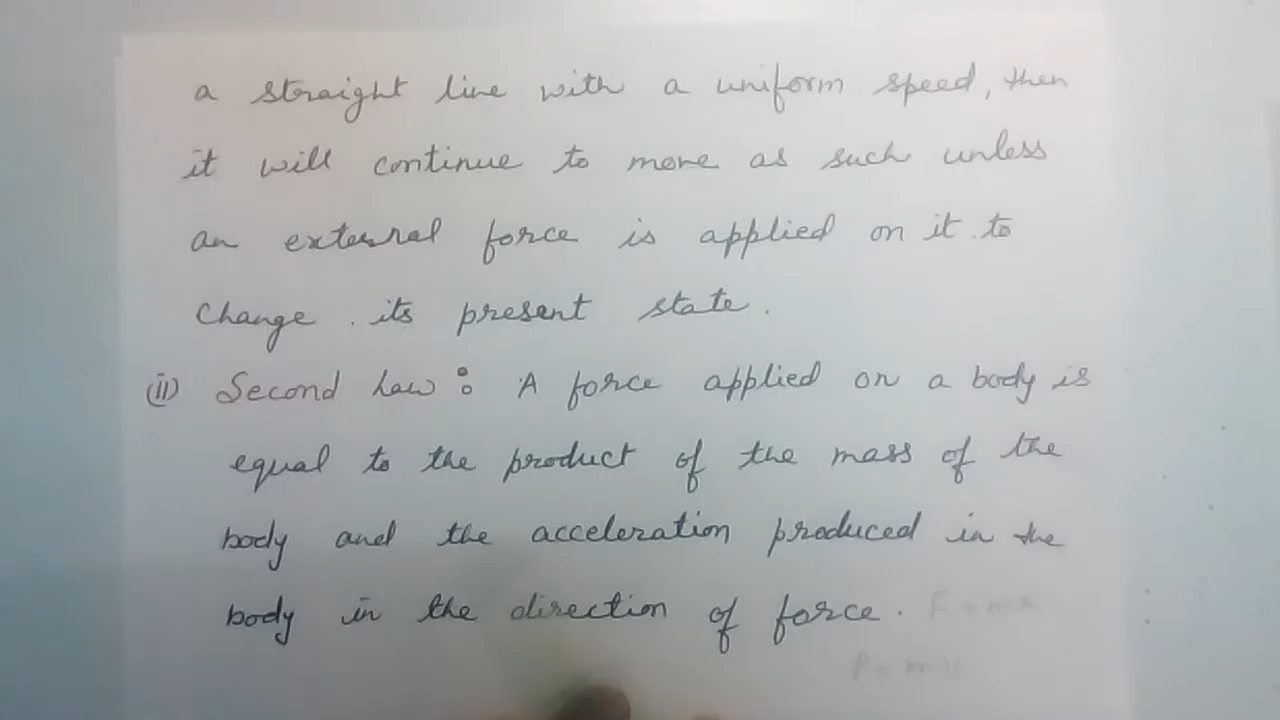 a straight line with a uniform speed, then
it will continue to move as such unless
an external force is applied on it to
change its present state.
(ii) Second Law : A force applied on a body is
equal to the product of the mass of the
body and the acceleration produced in the
body in the direction of force.